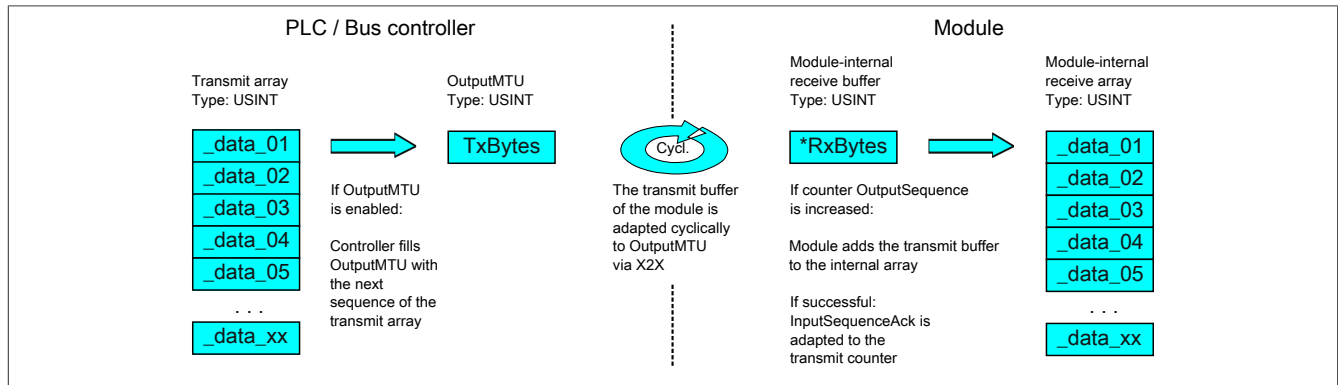 PLC / Bus controller
Module
Transmit array
Type: USINT
OutputMTU
Type: USINT
Module-internal
receive buffer
Type: USINT
Module-internal
receive array
Type: USINT
_data_01
_data_02
_data_03
_data_04
_data_05
. . .
_data_xx
If OutputMTU
is enabled:
Controller fills
OutputMTU with
the next
sequence of the
transmit array
TxBytes
Cycl.
The transmit buffer
of the module is
adapted cyclically
to OutputMTU
via X2X
*RxBytes
If counter OutputSequence
is increased:
Module adds the transmit buffer
to the internal array
If successful:
InputSequenceAck is
adapted to the
transmit counter
_data_01
_data_02
_data_03
_data_04
_data_05
. . .
_data_xx